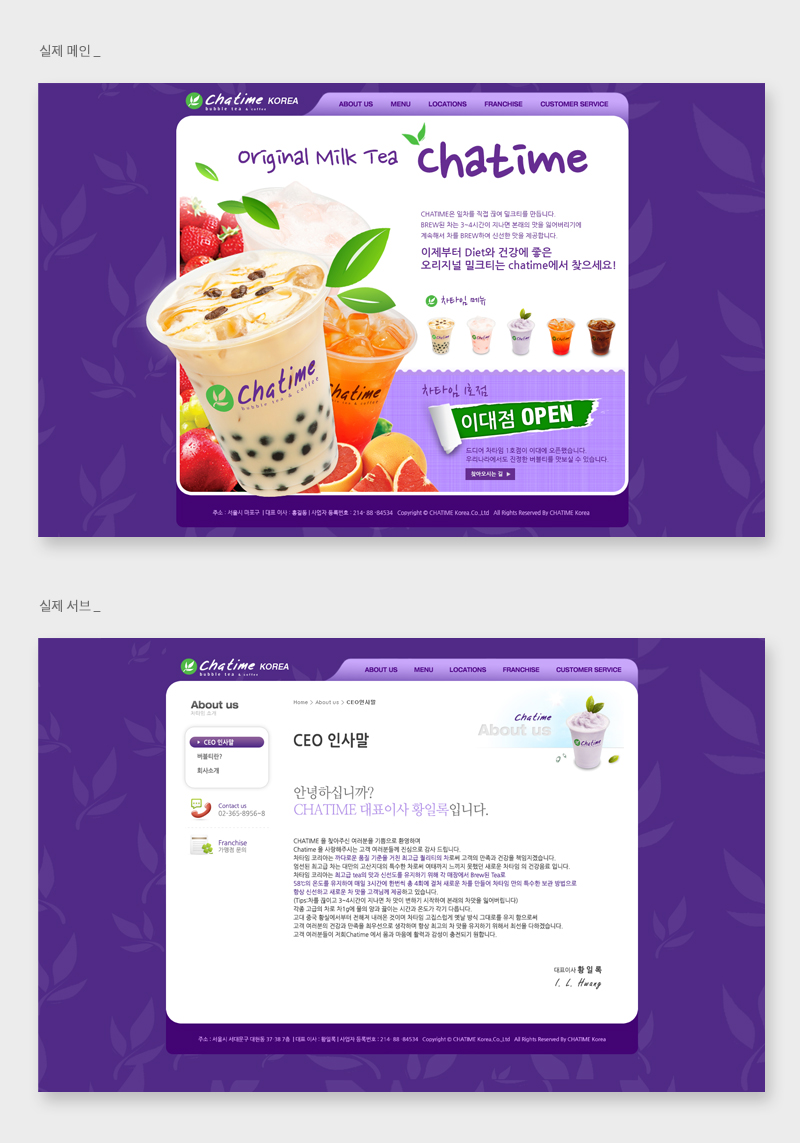 실제 메인 _
Chatime KOREA
bubble tea & coffee
ABOUT US MENU LOCATIONS FRANCHISE CUSTOMER SERVICE
Original Milk Tea chatime
CHATIME은 잎차를 직접 끊여 밀크티를 만듭니다.
BREW된 차는 3~4시간이 지나면 본래의 맛을 잃어버리기에
계속해서 차를 BREW하여 신선한 맛을 제공합니다.
이제부터 Diet와 건강에 좋은
오리지널 밀크티는 chatime에서 찾으세요!
차타임 메뉴
Chatime
bubble tea & coffee
Chatime
tea & coffee
차타임 1호점
이대점 OPEN
드디어 차타임 1호점이 이대에 오픈했습니다.
우리나라에서도 진정한 버블티를 맛보실 수 있습니다.
찾아오시는 길 ▶
주소 : 서울시 마포구 | 대표 이사 : 홍길동 | 사업자 등록번호 : 214- 88 -84534 Copyright © CHATIME Korea.Co.,Ltd All Rights Reserved By CHATIME Korea
실제 서브 _
Chatime KOREA
bubble tea & coffee
ABOUT US MENU LOCATIONS FRANCHISE CUSTOMER SERVICE
About us
차타임 소개
CEO 인사말
버블티란?
회사소개
Contact us
02-365-8956~8
Franchise
가맹점 문의
Home > About us > CEO인사말
CEO 인사말
Chatime
About us
Chatime
안녕하십니까?
CHATIME 대표이사 황일록입니다.
CHATIME 을 찾아주신 여러분을 기쁨으로 환영하며
Chatime 을 사랑해주시는 고객 여러분들께 진심으로 감사 드립니다.
차타임 코리아는 까다로운 품질 기준을 거친 최고급 퀄리티의 차로써 고객의 만족과 건강을 책임지겠습니다.
엄선된 최고급 차는 대만의 고산지대의 특수한 차로써 여태까지 느끼지 못했던 새로운 차타임 의 건강음료 입니다.
차타임 코리아는 최고급 tea의 맛과 신선도를 유지하기 위해 각 매장에서 Brew된 Tea로
58℃의 온도를 유지하며 매일 3시간에 한번씩 총 4회에 걸쳐 새로운 차를 만들어 차타임 만의 특수한 보관 방법으로
항상 신선하고 새로운 차 맛을 고객님께 제공하고 있습니다.
(Tips:차를 끊이고 3~4시간이 지나면 차 맛이 변하기 시작하여 본래의 차맛을 잃어버립니다)
각종 고급의 차로 차1g에 물의 양과 끓이는 시간과 온도가 각기 다릅니다.
고대 중국 황실에서부터 전해져 내려온 것이며 차타임 고집스럽게 옛날 방식 그대로를 유지 함으로써
고객 여러분의 건강과 만족을 최우선으로 생각하며 항상 최고의 차 맛을 유지하기 위해서 최선을 다하겠습니다.
고객 여러분들이 저희Chatime 에서 몸과 마음에 활력과 감성이 충전되기 원합니다.
대표이사 황 일 록
I. L. Hwang
주소 : 서울시 서대문구 대현동 37-38 7층 | 대표 이사 : 황일록 | 사업자 등록번호 : 214- 88 -84534 Copyright © CHATIME Korea.Co.,Ltd All Rights Reserved By CHATIME Korea